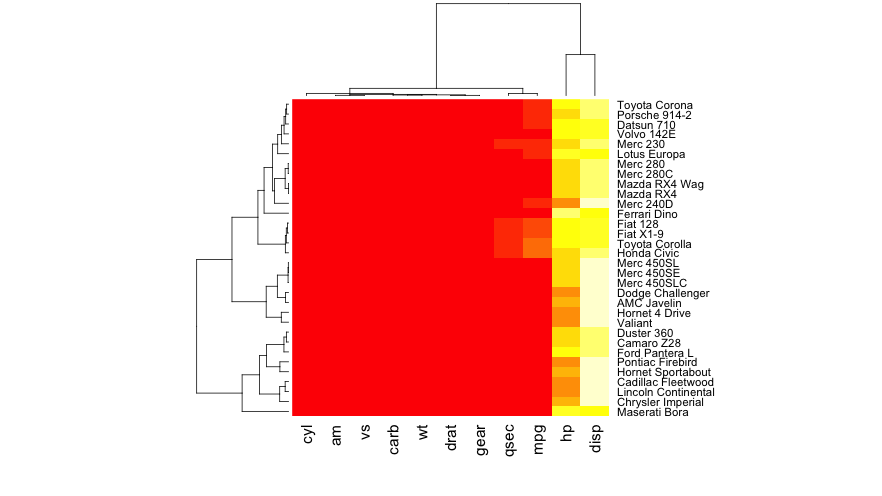 Toyota Corona
Porsche 914-2
Datsun 710
Volvo 142E
Merc 230
Lotus Europa
Merc 280
Merc 280C
Mazda RX4 Wag
Mazda RX4
Merc 240D
Ferrari Dino
Fiat 128
Fiat X1-9
Toyota Corolla
Honda Civic
Merc 450SL
Merc 450SE
Merc 450SLC
Dodge Challenger
AMC Javelin
Hornet 4 Drive
Valiant
Duster 360
Camaro Z28
Ford Pantera L
Pontiac Firebird
Hornet Sportabout
Cadillac Fleetwood
Lincoln Continental
Chrysler Imperial
Maserati Bora
cyl
am
vs
carb
wt
drat
gear
qsec
mpg
hp
disp